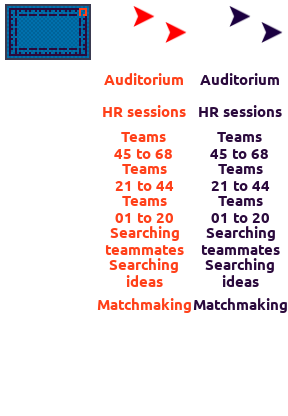 Auditorium Auditorium
HR sessions HR sessions
Teams Teams
45 to 68 45 to 68
Teams Teams
21 to 44 21 to 44
Teams Teams
01 to 20 01 to 20
Searching Searching
teammates teammates
Searching Searching
ideas ideas
Matchmaking Matchmaking